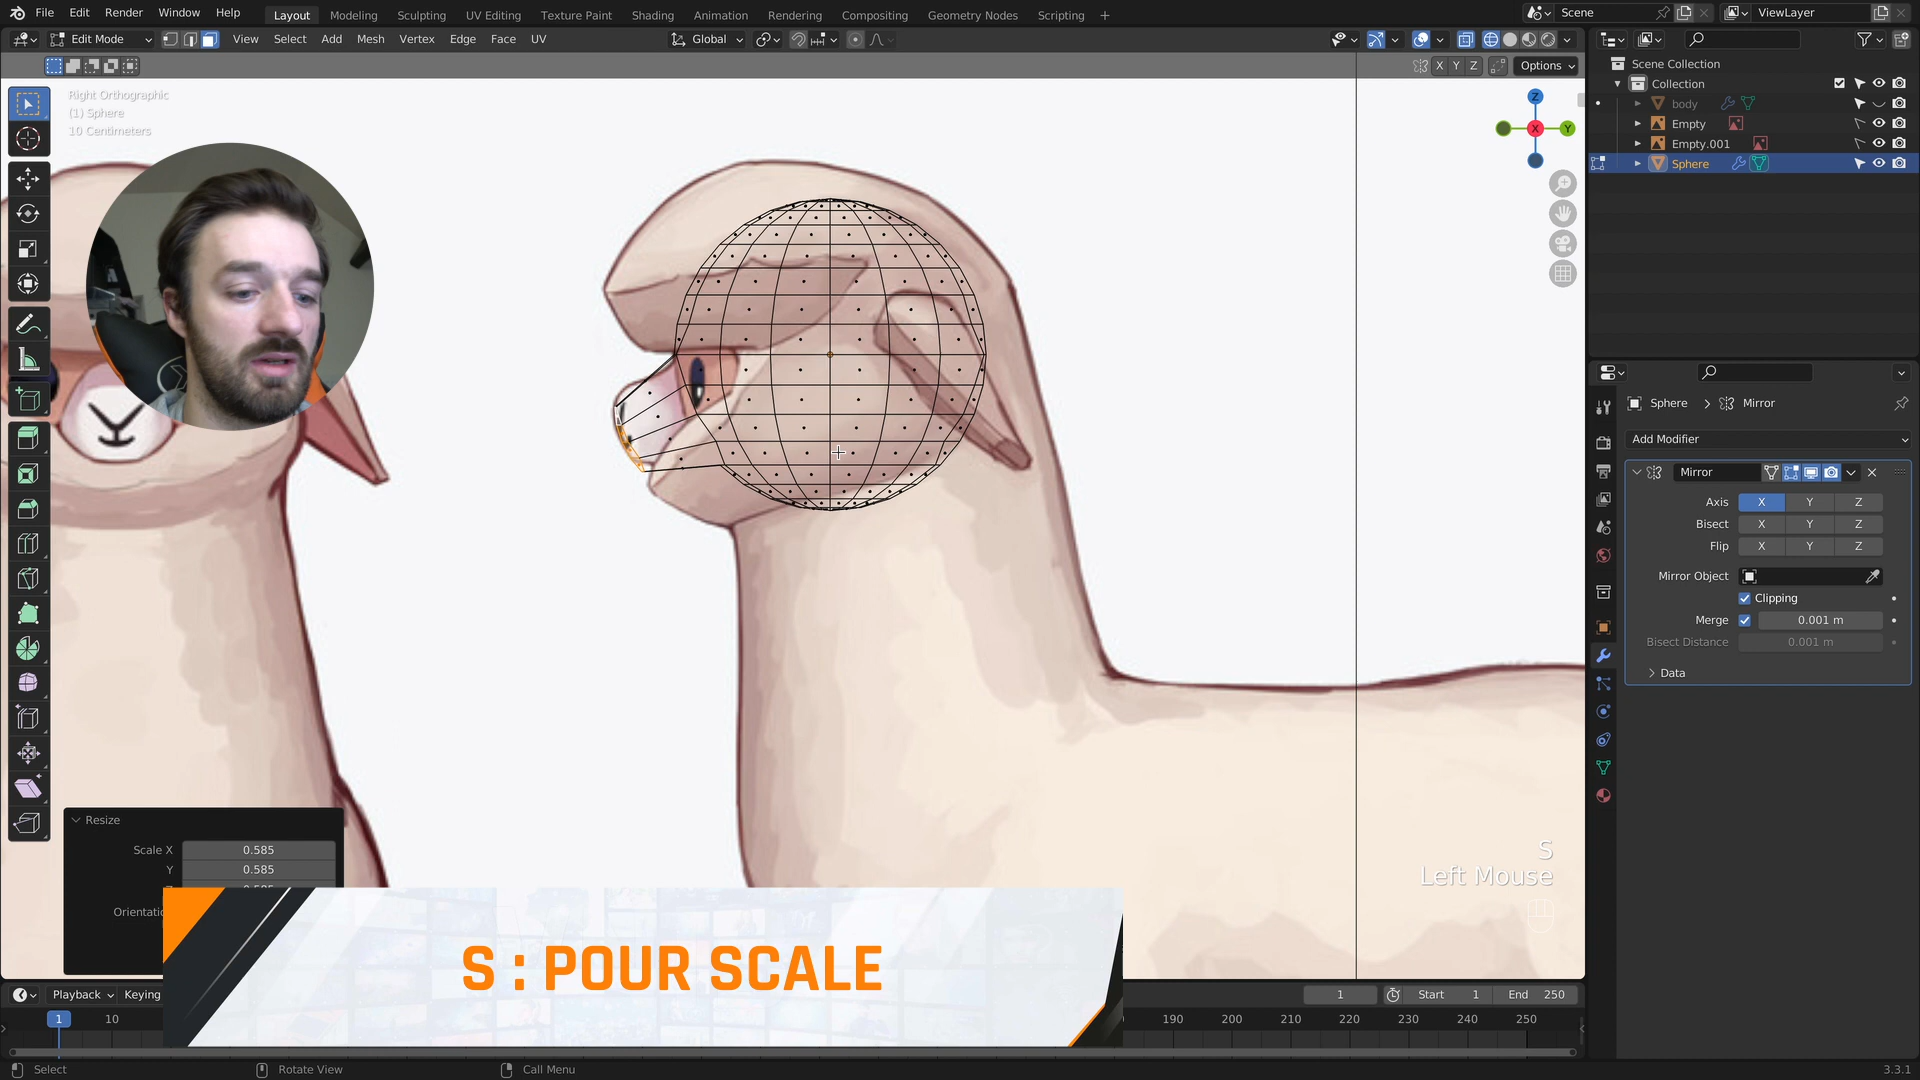 File Edit Render Window Help
Layout Modeling Sculpting UV Editing Texture Paint Shading Animation Rendering Compositing Geometry Nodes Scripting +
Scene
ViewLayer
Edit Mode
View Select Add Mesh Vertex Edge Face UV
Global
X Y Z
Options
Right Orthographic
(1) Sphere
10 Centimeters
Z
X
Y
Scene Collection
Collection
body
Empty
Empty.001
Sphere
Sphere > Mirror
Add Modifier
Mirror
Axis X Y Z
Bisect X Y Z
Flip X Y Z
Mirror Object
Clipping
Merge 0.001 m
Bisect Distance 0.001 m
Data
Resize
Scale X 0.585
Y 0.585
S
Left Mouse
S : POUR SCALE
Playback
Keying
1
Start 1
End 250
1 10
190 200 210 220 230 240 250
Select
Rotate View
Call Menu
3.3.1